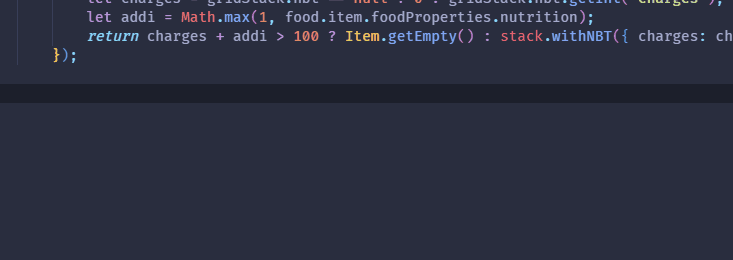 let charges = gridStack.nbt == null ? 0 : gridStack.nbt.getInt("charges");
let addi = Math.max(1, food.item.foodProperties.nutrition);
return charges + addi > 100 ? Item.getEmpty() : stack.withNBT({ charges: ch
});